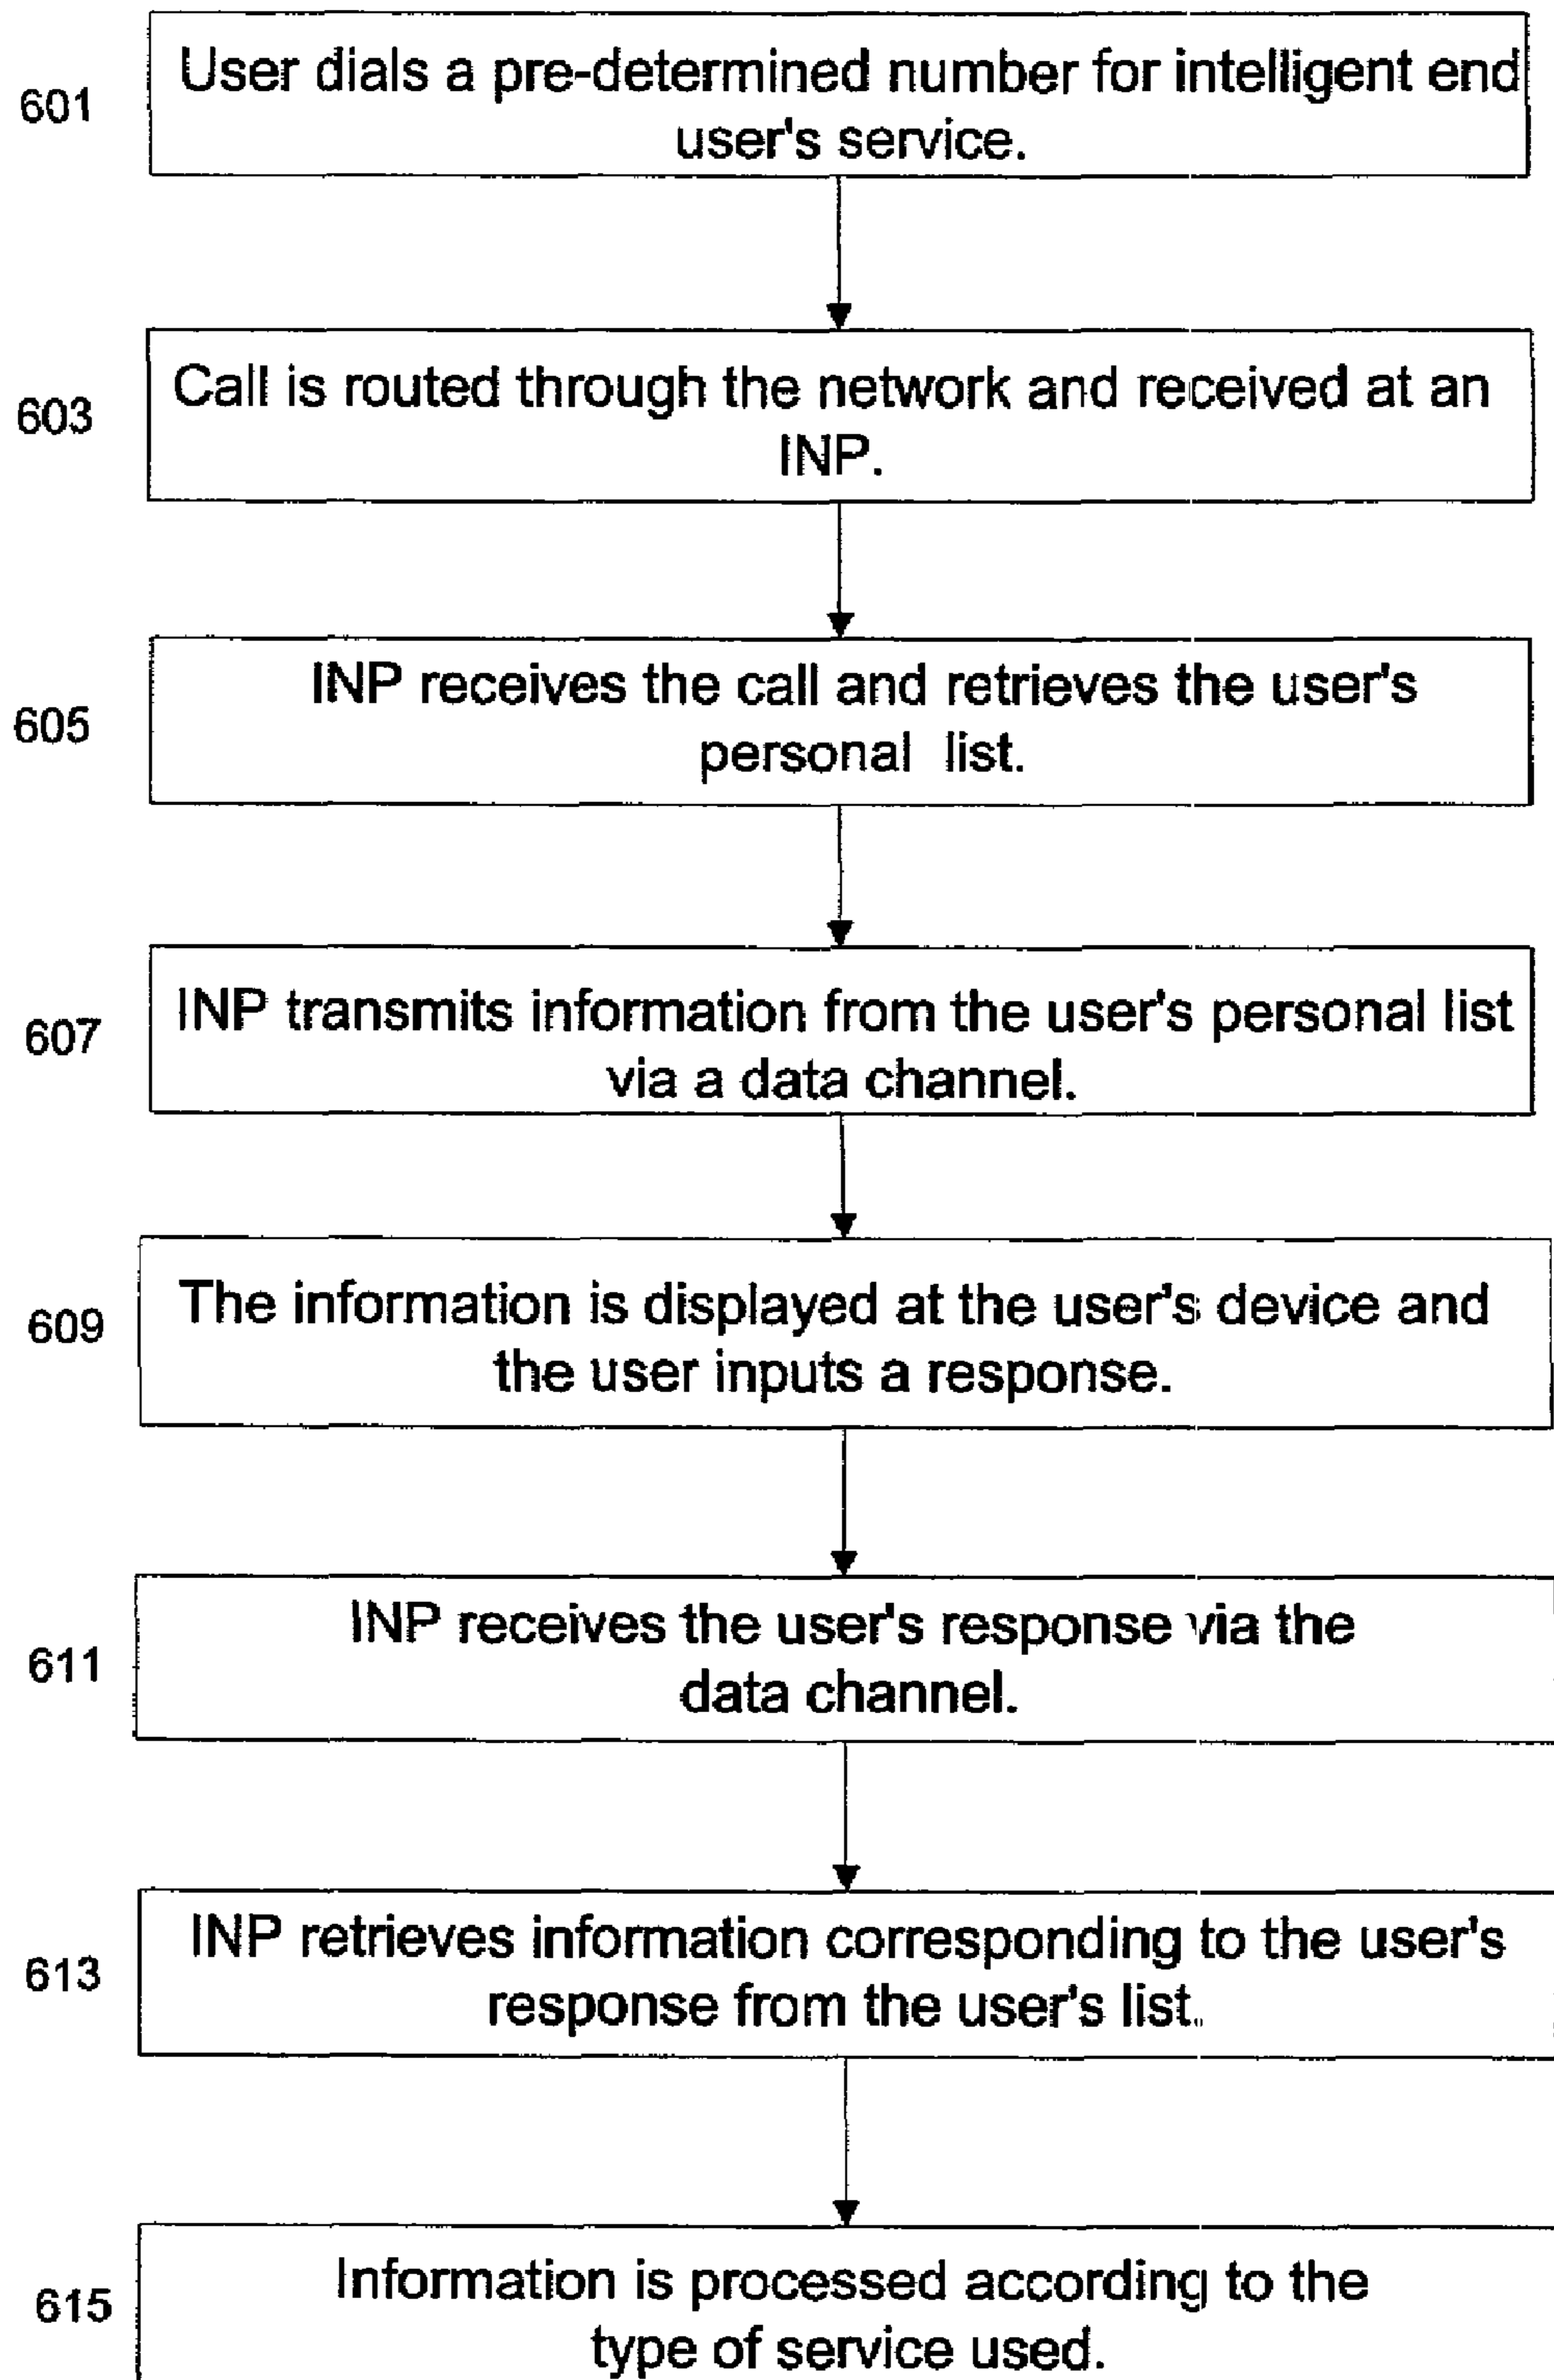 601
User dials a pre-determined number for intelligent end
user's service.
603
Call is routed through the network and received at an
INP.
605
INP receives the call and retrieves the user's
personal list.
607
INP transmits information from the user's personal list
via a data channel.
609
The information is displayed at the user's device and
the user inputs a response.
611
INP receives the user's response via the
data channel.
613
INP retrieves information corresponding to the user's
response from the user's list.
615
Information is processed according to the
type of service used.